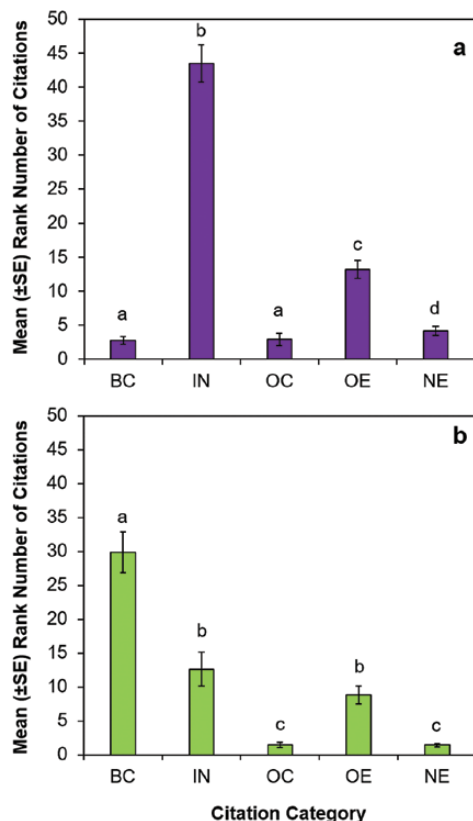 Mean (±SE) Rank Number of Citations
50
45
40
35
30
25
20
15
10
5
0
a
a
b
a
c
d
BC IN OC OE NE
Mean (±SE) Rank Number of Citations
50
45
40
35
30
25
20
15
10
5
0
b
a
b
c
b
c
BC IN OC OE NE
Citation Category